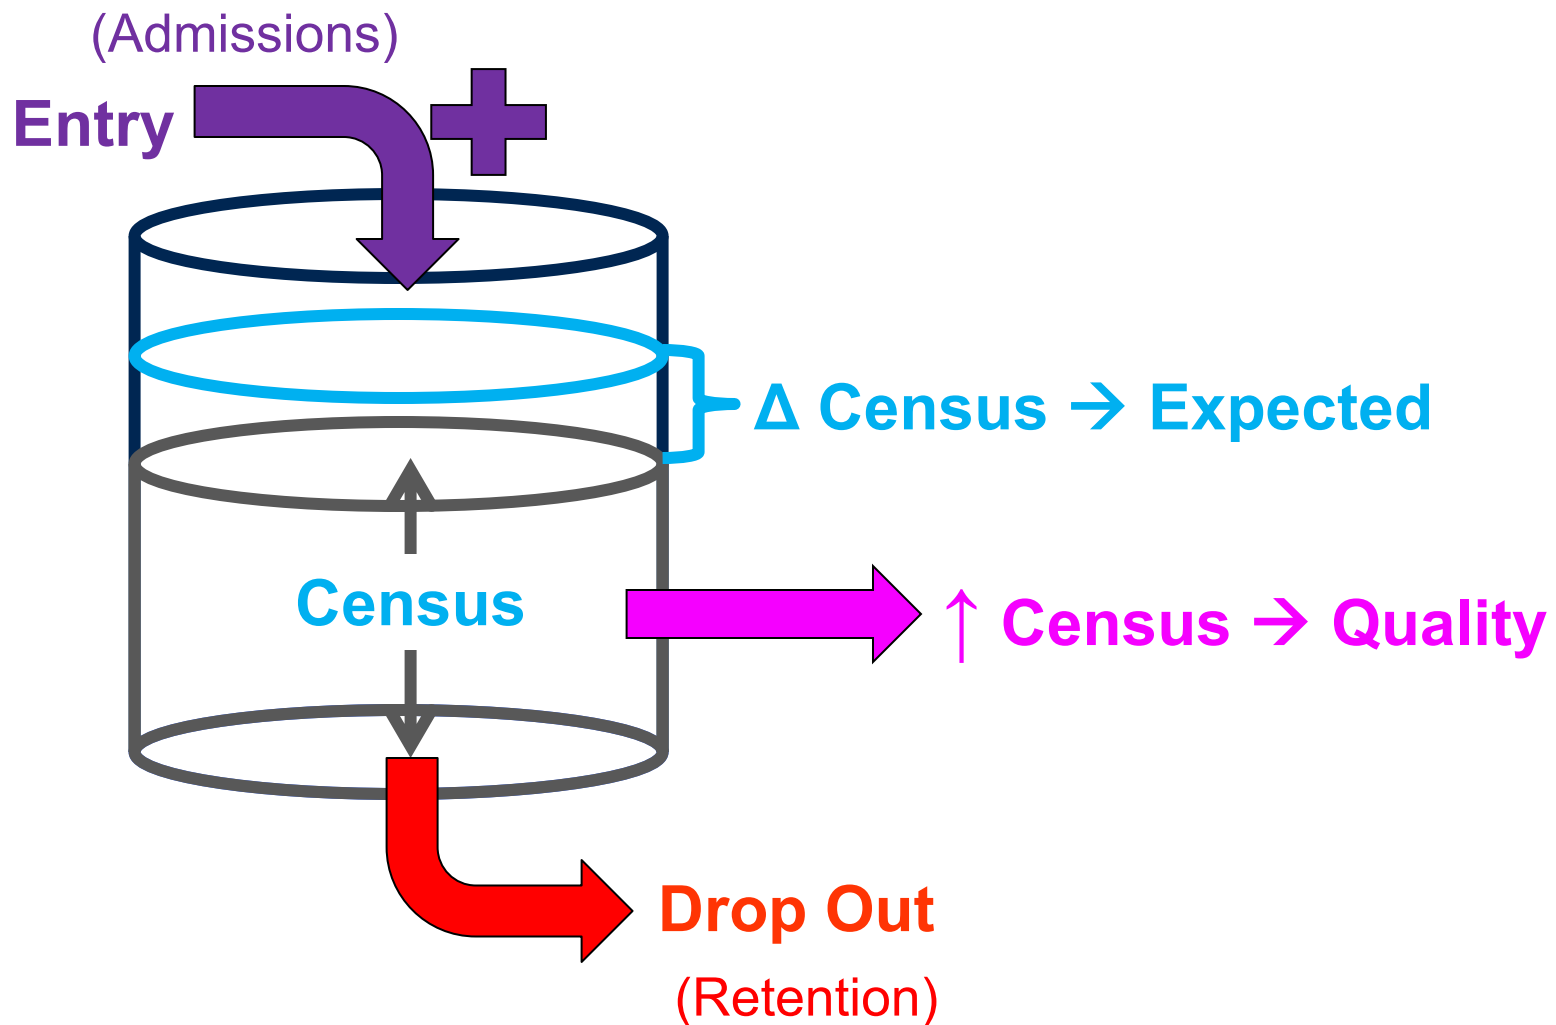 (Admissions)
Entry
Δ Census → Expected
Census
↑ Census → Quality
Drop Out
(Retention)